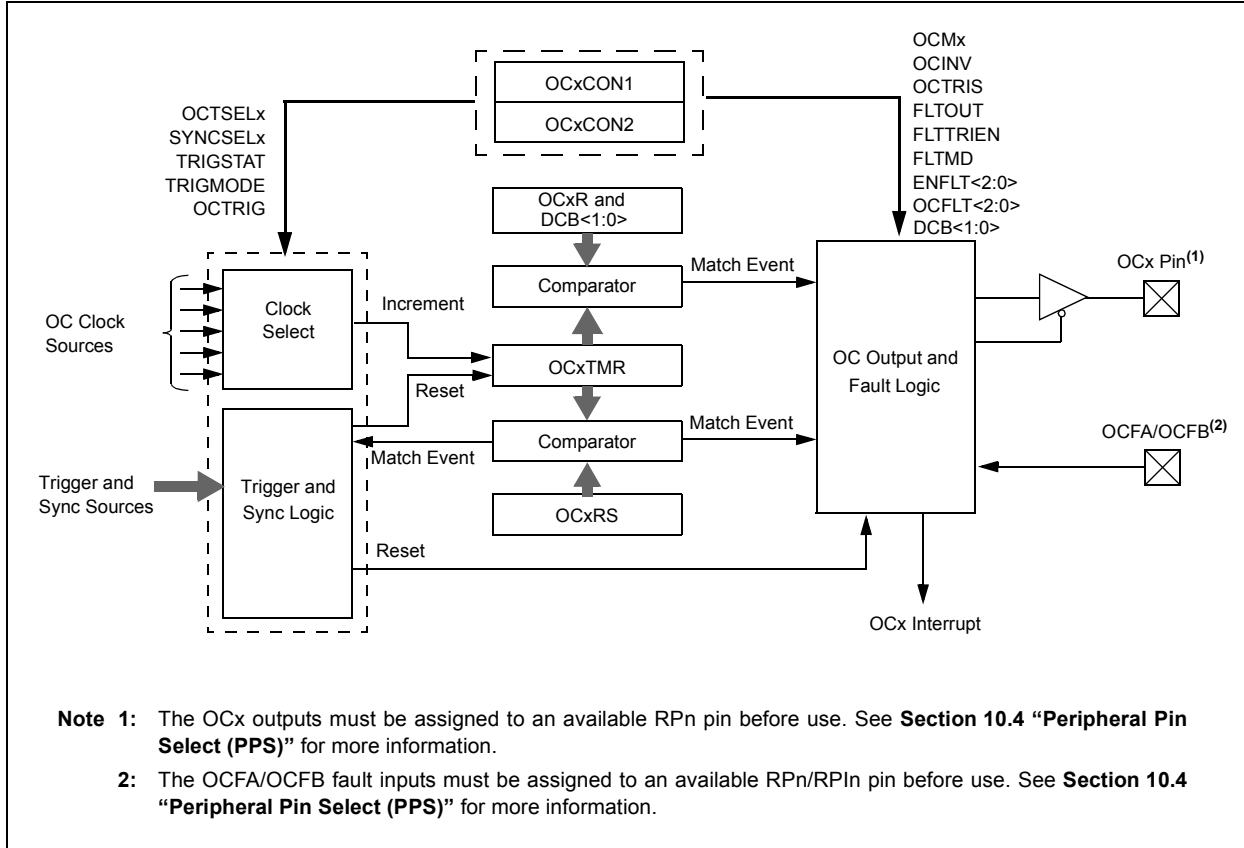 OCxCON1
OCxCON2
OCTSELx
SYNCSELx
TRIGSTAT
TRIGMODE
OCTRIG
OCMx
OCINV
OCTRIS
FLTOUT
FLTTRIEN
FLTMD
ENFLT<2:0>
OCFLT<2:0>
DCB<1:0>
OCxR and
DCB<1:0>
OC Clock
Sources
Clock
Select
Increment
Comparator
Match Event
OCxTMR
Reset
OC Output and
Fault Logic
OCx Pin(1)
Comparator
Match Event
Match Event
OCFA/OCFB(2)
Trigger and
Sync Sources
Trigger and
Sync Logic
OCxRS
Reset
OCx Interrupt
Note 1: The OCx outputs must be assigned to an available RPn pin before use. See Section 10.4 “Peripheral Pin
Select (PPS)” for more information.
2: The OCFA/OCFB fault inputs must be assigned to an available RPn/RPIn pin before use. See Section 10.4
“Peripheral Pin Select (PPS)” for more information.